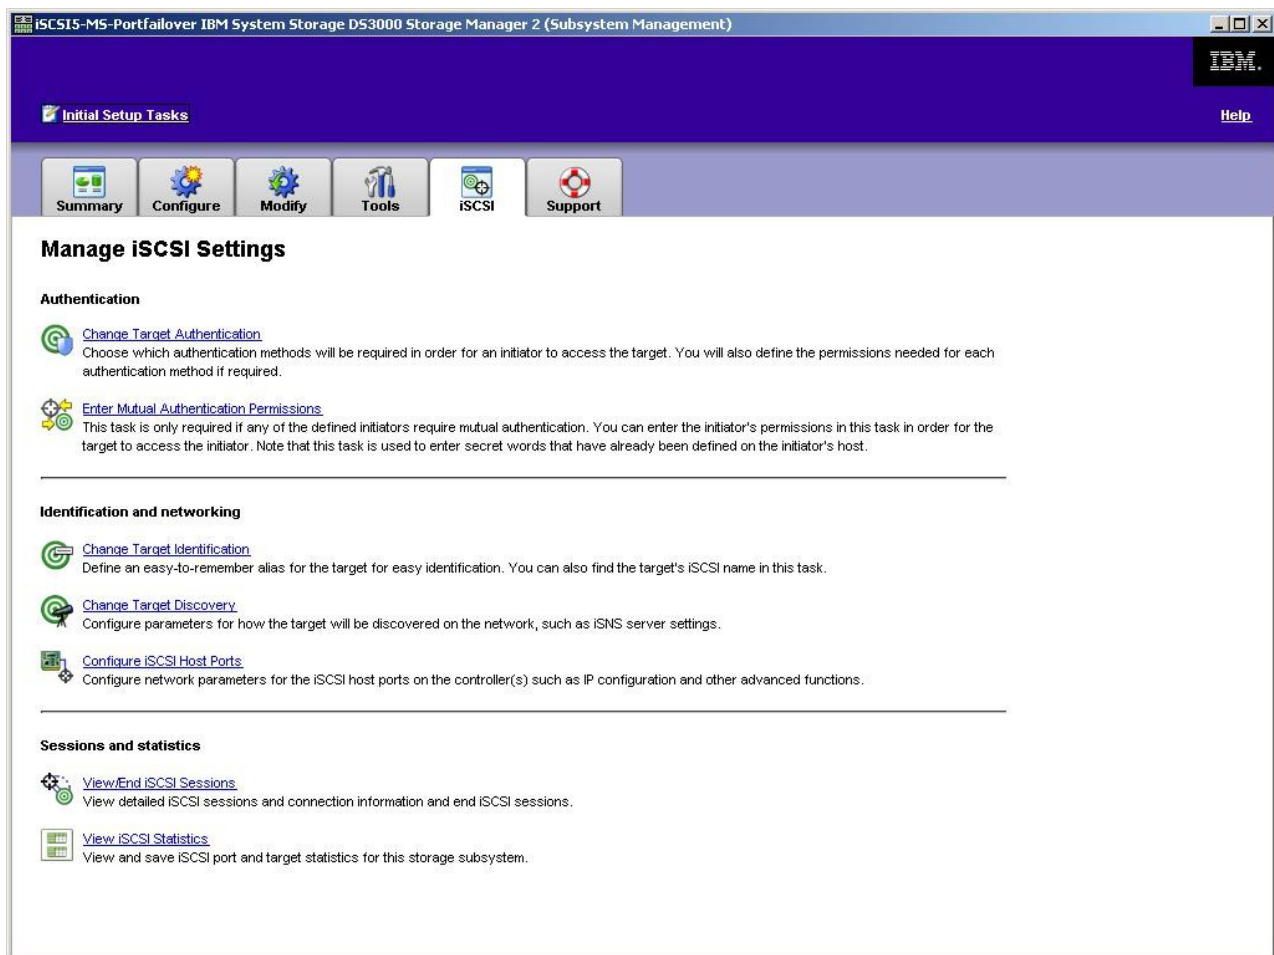 iSCSI5-MS-Portfailover IBM System Storage DS3000 Storage Manager 2 (Subsystem Management)
IBM.
Initial Setup Tasks
Help
Summary
Configure
Modify
Tools
iSCSI
Support
Manage iSCSI Settings
Authentication
Change Target Authentication
Choose which authentication methods will be required in order for an initiator to access the target. You will also define the permissions needed for each
authentication method if required.
Enter Mutual Authentication Permissions
This task is only required if any of the defined initiators require mutual authentication. You can enter the initiator's permissions in this task in order for the
target to access the initiator. Note that this task is used to enter secret words that have already been defined on the initiator's host.
Identification and networking
Change Target Identification
Define an easy-to-remember alias for the target for easy identification. You can also find the target's iSCSI name in this task.
Change Target Discovery
Configure parameters for how the target will be discovered on the network, such as iSNS server settings.
Configure iSCSI Host Ports
Configure network parameters for the iSCSI host ports on the controller(s) such as IP configuration and other advanced functions.
Sessions and statistics
View/End iSCSI Sessions
View detailed iSCSI sessions and connection information and end iSCSI sessions.
View iSCSI Statistics
View and save iSCSI port and target statistics for this storage subsystem.